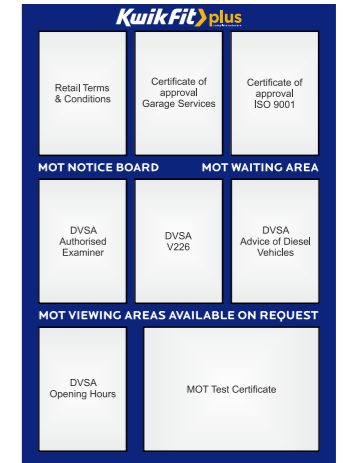 KwikFit plus
Retail Terms
& Conditions
Certificate of
approval
Garage Services
Certificate of
approval
ISO 9001
MOT NOTICE BOARD
MOT WAITING AREA
DVSA
Authorised
Examiner
DVSA
V226
DVSA
Advice of Diesel
Vehicles
MOT VIEWING AREAS AVAILABLE ON REQUEST
DVSA
Opening Hours
MOT Test Certificate